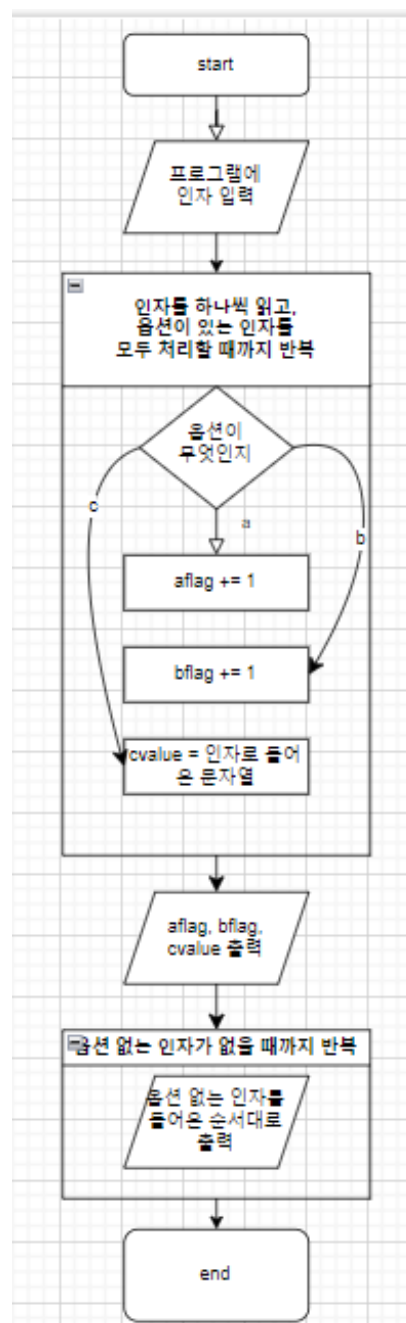 start
프로그램에
인자 입력
인자를 하나씩 읽고,
옵션이 있는 인자를
모두 처리할 때까지 반복
옵션이
무엇인지
c
a
b
aflag += 1
bflag += 1
cvalue = 인자로 들어
온 문자열
aflag, bflag,
cvalue 출력
옵션 없는 인자가 없을 때까지 반복
옵션 없는 인자를
들어온 순서대로
출력
end